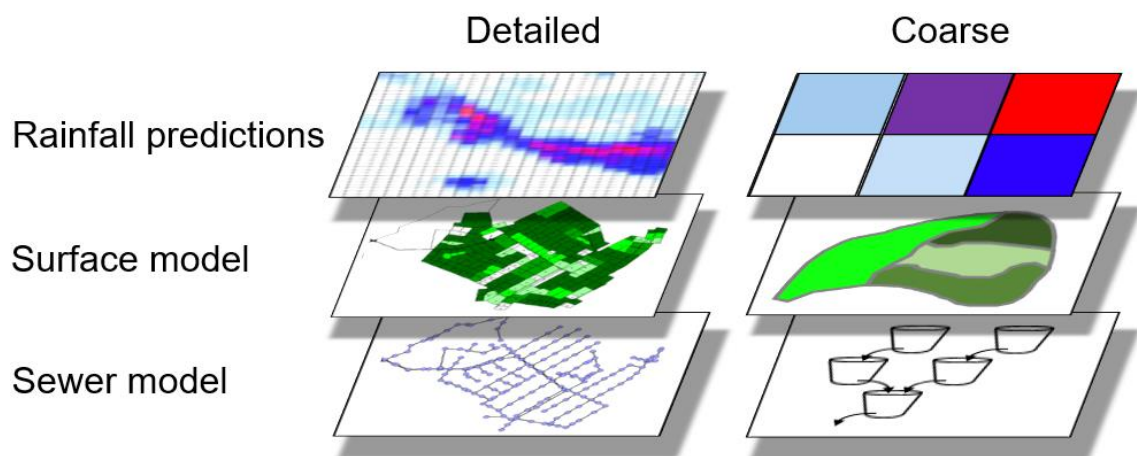 Detailed
Coarse
Rainfall predictions
Surface model
Sewer model